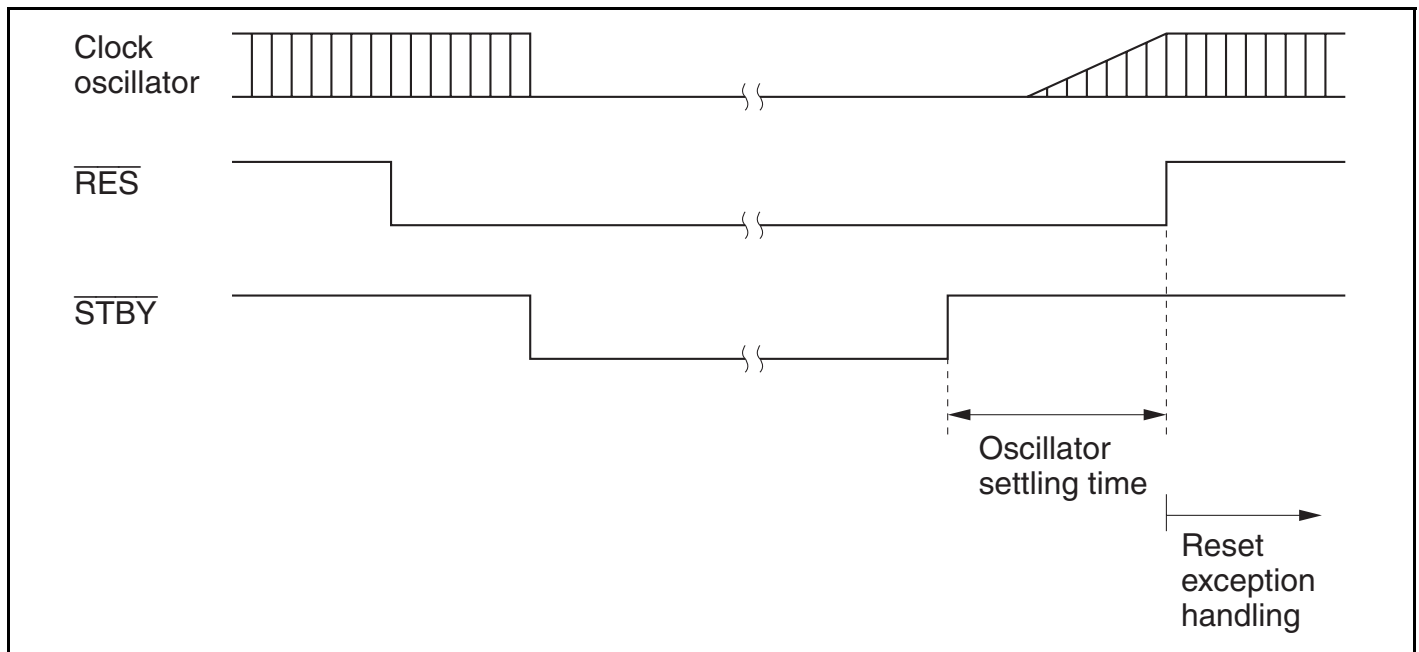 Clock
oscillator
RES
STBY
Oscillator
settling time
Reset
exception
handling